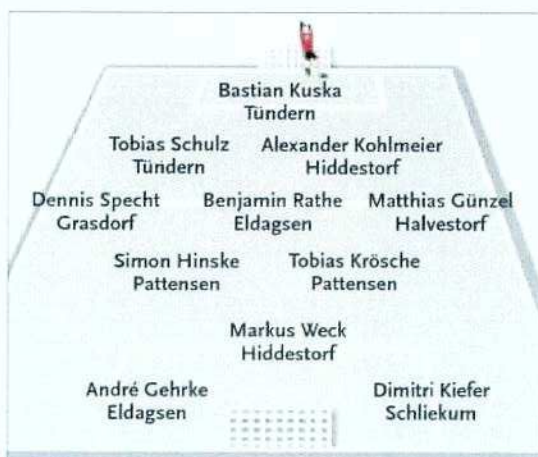 Bastian Kuska
Tündern
Tobias Schulz Alexander Kohlmeier
Tündern Hiddestorf
Dennis Specht Benjamin Rathe Matthias Günzel
Grasdorf Eldagsen Halvestorf
Simon Hinske Tobias Krösche
Pattensen Pattensen
Markus Weck
Hiddestorf
André Gehrke Dimitri Kiefer
Eldagsen Schliekum